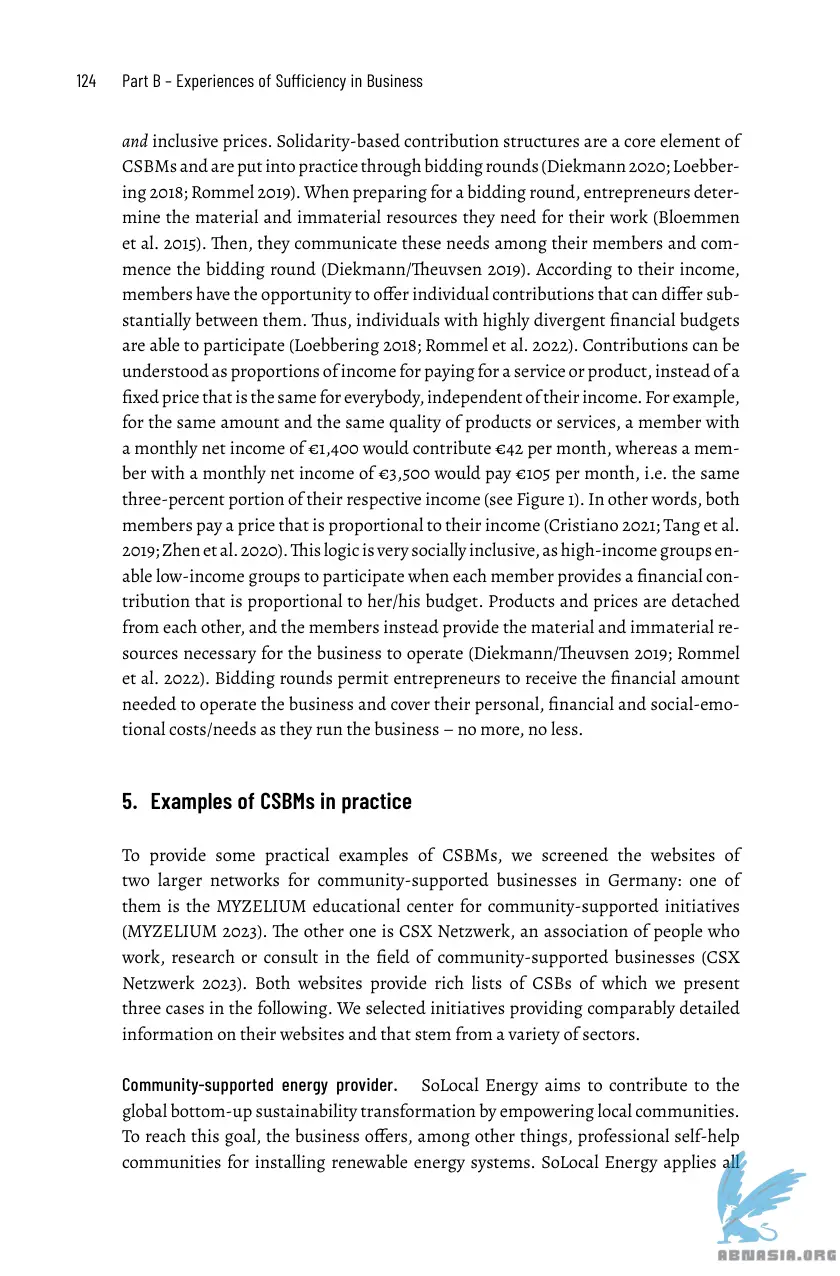 124 Part B – Experiences of Sufficiency in Business
and inclusive prices. Solidarity-based contribution structures are a core element of
CSBMs and are put into practice through bidding rounds (Diekmann 2020; Loebber-
ing 2018; Rommel 2019). When preparing for a bidding round, entrepreneurs deter-
mine the material and immaterial resources they need for their work (Bloemmen
et al. 2015). Then, they communicate these needs among their members and com-
mence the bidding round (Diekmann/Theuvsen 2019). According to their income,
members have the opportunity to offer individual contributions that can differ sub-
stantially between them. Thus, individuals with highly divergent financial budgets
are able to participate (Loebbering 2018; Rommel et al. 2022). Contributions can be
understood as proportions of income for paying for a service or product, instead of a
fixed price that is the same for everybody, independent of their income. For example,
for the same amount and the same quality of products or services, a member with
a monthly net income of €1,400 would contribute €42 per month, whereas a mem-
ber with a monthly net income of €3,500 would pay €105 per month, i.e. the same
three-percent portion of their respective income (see Figure 1). In other words, both
members pay a price that is proportional to their income (Cristiano 2021; Tang et al.
2019; Zhen et al. 2020). This logic is very socially inclusive, as high-income groups en-
able low-income groups to participate when each member provides a financial con-
tribution that is proportional to her/his budget. Products and prices are detached
from each other, and the members instead provide the material and immaterial re-
sources necessary for the business to operate (Diekmann/Theuvsen 2019; Rommel
et al. 2022). Bidding rounds permit entrepreneurs to receive the financial amount
needed to operate the business and cover their personal, financial and social-emo-
tional costs/needs as they run the business – no more, no less.
5. Examples of CSBMs in practice
To provide some practical examples of CSBMs, we screened the websites of
two larger networks for community-supported businesses in Germany: one of
them is the MYZELIUM educational center for community-supported initiatives
(MYZELIUM 2023). The other one is CSX Netzwerk, an association of people who
work, research or consult in the field of community-supported businesses (CSX
Netzwerk 2023). Both websites provide rich lists of CSBs of which we present
three cases in the following. We selected initiatives providing comparably detailed
information on their websites and that stem from a variety of sectors.
Community-supported energy provider. SoLocal Energy aims to contribute to the
global bottom-up sustainability transformation by empowering local communities.
To reach this goal, the business offers, among other things, professional self-help
communities for installing renewable energy systems. SoLocal Energy applies all
ABNASIA.ORG